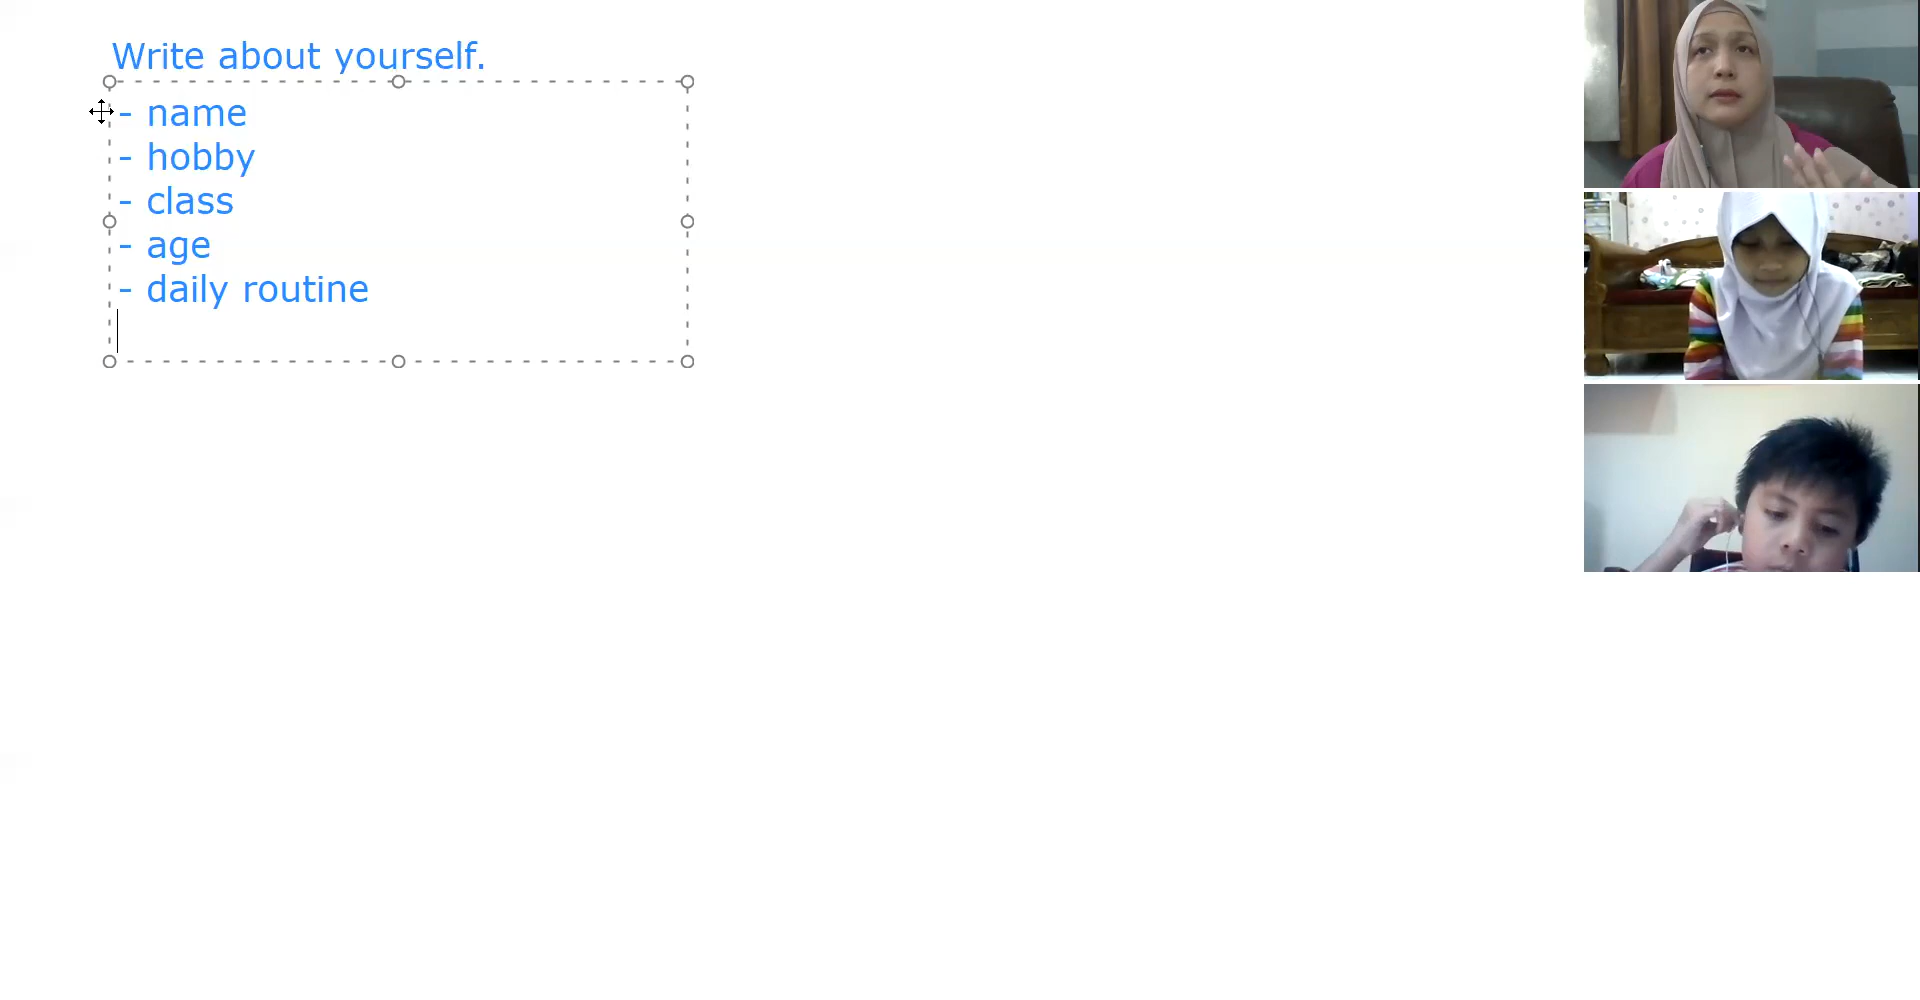 Write about yourself.
- name
- hobby
- class
- age
- daily routine